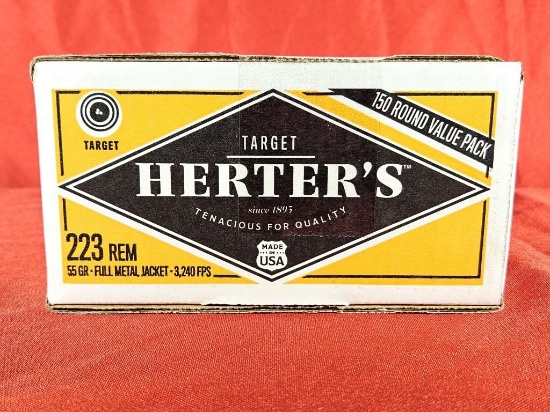 150 ROUND VALUE PACK
TARGET
TARGET
HERTER'S™
since 1893
TENACIOUS FOR QUALITY
MADE
IN
USA
223 REM
55 GR • FULL METAL JACKET • 3,240 FPS